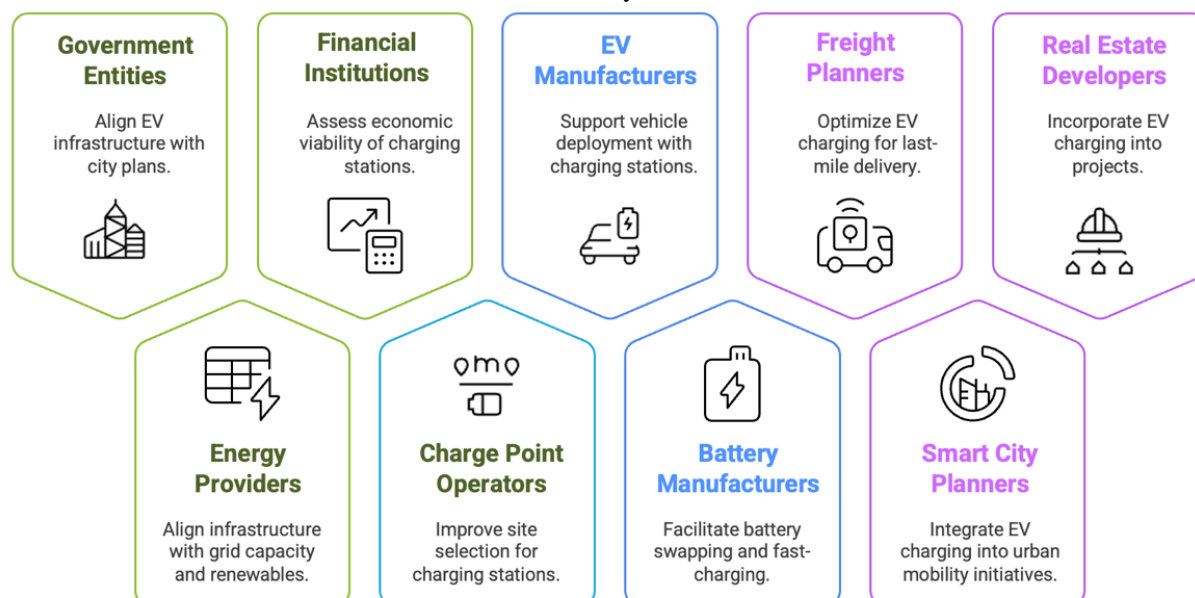 Government
Entities
Align EV
infrastructure with
city plans.
Financial
Institutions
Assess economic
viability of charging
stations.
EV
Manufacturers
Support vehicle
deployment with
charging stations.
Freight
Planners
Optimize EV
charging for last-
mile delivery.
Real Estate
Developers
Incorporate EV
charging into
projects.
Energy
Providers
Align infrastructure
with grid capacity
and renewables.
Charge Point
Operators
Improve site
selection for
charging stations.
Battery
Manufacturers
Facilitate battery
swapping and fast-
charging.
Smart City
Planners
Integrate EV
charging into urban
mobility initiatives.